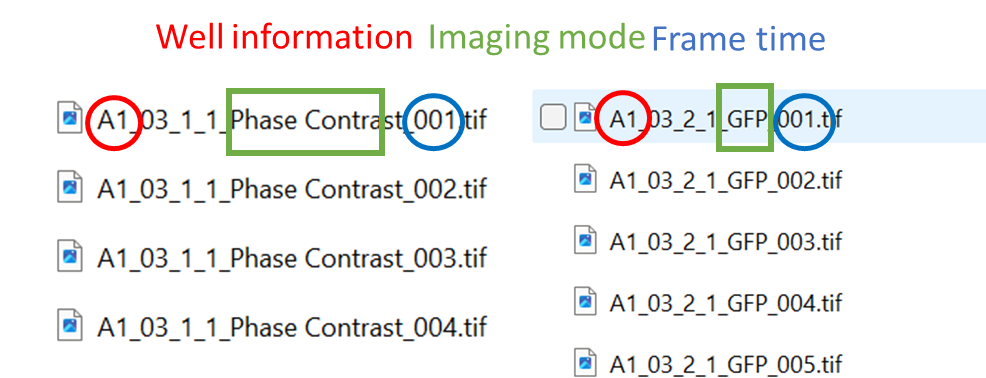 Well information Imaging mode Frame time
A1_03_1_1_Phase Contrast_001.tif
A1_03_1_1_Phase Contrast_002.tif
A1_03_1_1_Phase Contrast_003.tif
A1_03_1_1_Phase Contrast_004.tif
A1_03_2_1_GFP_001.tif
A1_03_2_1_GFP_002.tif
A1_03_2_1_GFP_003.tif
A1_03_2_1_GFP_004.tif
A1_03_2_1_GFP_005.tif